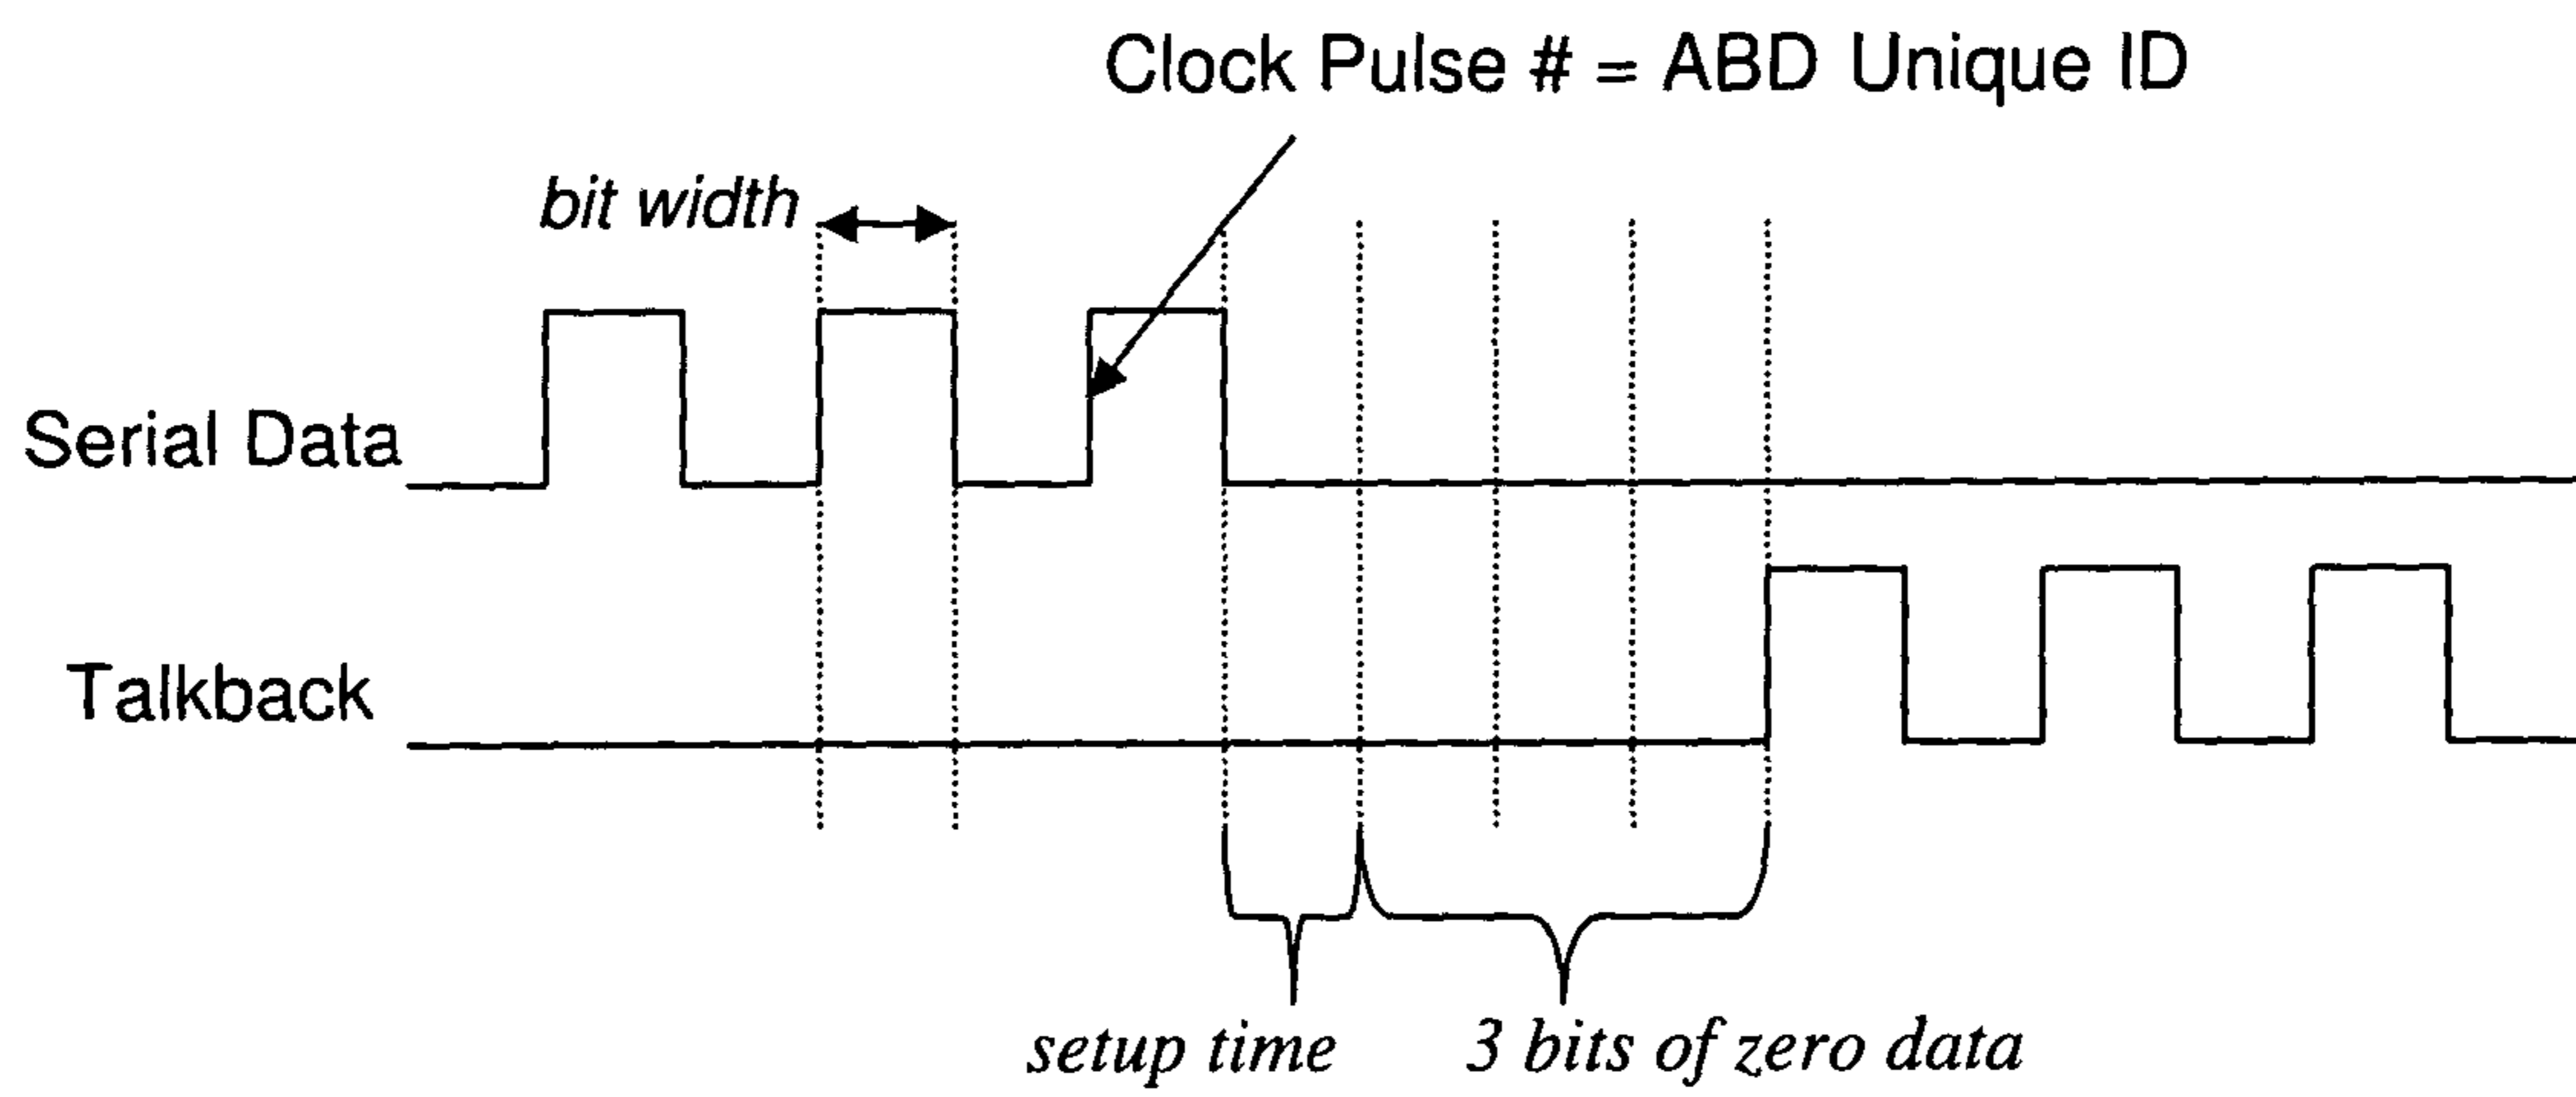 Clock Pulse # = ABD Unique ID
bit width
Serial Data
Talkback
setup time
3 bits of zero data